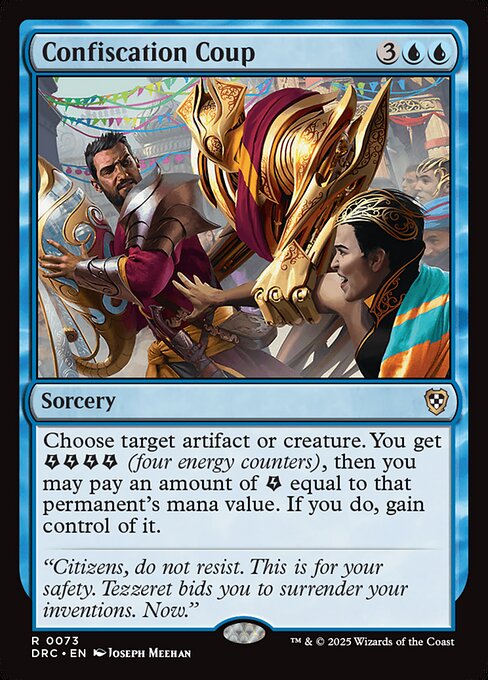 Confiscation Coup 3
Sorcery
Choose target artifact or creature. You get
(four energy counters), then you
may pay an amount of equal to that
permanent's mana value. If you do, gain
control of it.
“Citizens, do not resist. This is for your
safety. Tezzeret bids you to surrender your
inventions. Now.”
R 0073
DRC • EN JOSEPH MEEHAN
™ & © 2025 Wizards of the Coast